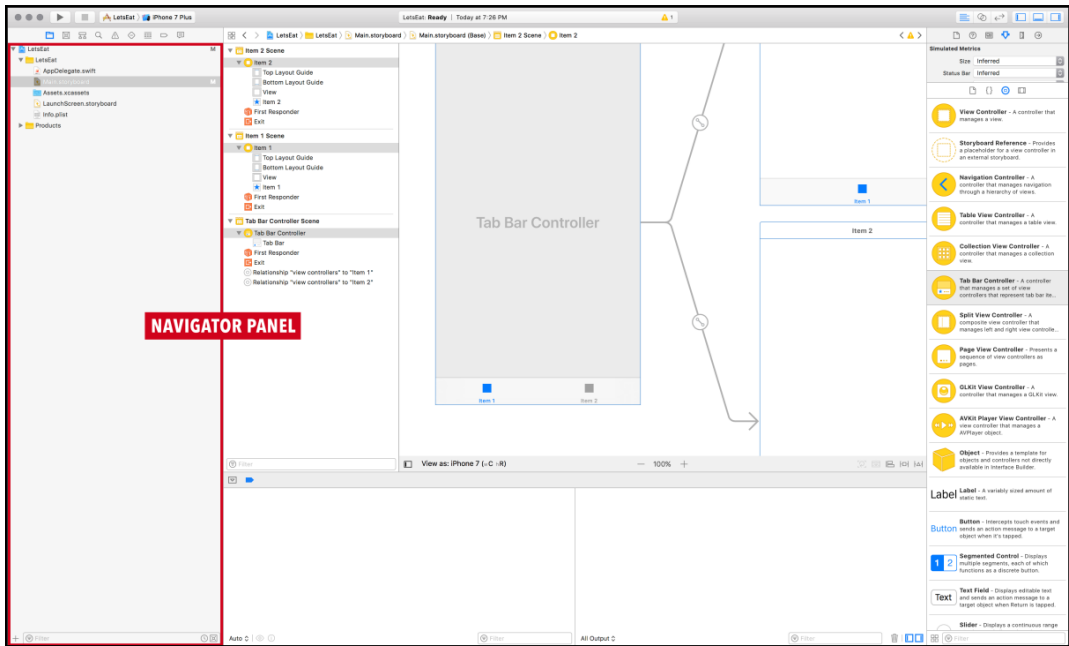 LetsEat
iPhone 7 Plus
LetsEat: Ready | Today at 7:26 PM
1
LetsEat
M
LetsEat
AppDelegate.swift
Main.storyboard
M
Assets.xcassets
LaunchScreen.storyboard
Info.plist
Products
NAVIGATOR PANEL
Filter
LetsEat
LetsEat
Main.storyboard
Main.storyboard (Base)
Item 2 Scene
Item 2
Item 2 Scene
Item 2
Top Layout Guide
Bottom Layout Guide
View
Item 2
First Responder
Exit
Item 1 Scene
Item 1
Top Layout Guide
Bottom Layout Guide
View
Item 1
First Responder
Exit
Tab Bar Controller Scene
Tab Bar Controller
Tab Bar
First Responder
Exit
Relationship "view controllers" to "Item 1"
Relationship "view controllers" to "Item 2"
Filter
Tab Bar Controller
Item 1
Item 2
Item 1
Item 2
View as: iPhone 7 (wC hR)
— 100% +
Auto
Filter
All Output
Filter
Simulated Metrics
Size Inferred
Status Bar Inferred
View Controller - A controller that
manages a view.
Storyboard Reference - Provides
a placeholder for a view controller in
an external storyboard.
Navigation Controller - A
controller that manages navigation
through a hierarchy of views.
Table View Controller - A
controller that manages a table view.
Collection View Controller - A
controller that manages a collection
view.
Tab Bar Controller - A controller
that manages a set of view
controllers that represent tab bar ite...
Split View Controller - A
composite view controller that
manages left and right view controlle...
Page View Controller - Presents a
sequence of view controllers as
pages.
GLKit View Controller - A
controller that manages a GLKit view.
AVKit Player View Controller - A
view controller that manages a
AVPlayer object.
Object - Provides a template for
objects and controllers not directly
available in Interface Builder.
Label
Label - A variably sized amount of
static text.
Button
Button - Intercepts touch events and
sends an action message to a target
object when it's tapped.
1 2
Segmented Control - Displays
multiple segments, each of which
functions as a discrete button.
Text
Text Field - Displays editable text
and sends an action message to a
target object when Return is tapped.
Slider - Displays a continuous range
Filter